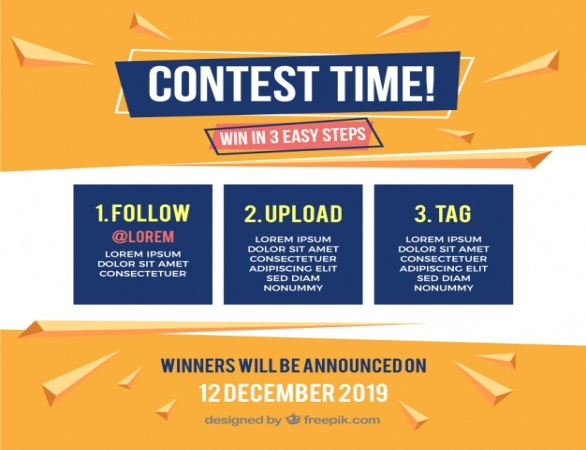 CONTEST TIME!
WIN IN 3 EASY STEPS
1. FOLLOW
@LOREM
LOREM IPSUM
DOLOR SIT AMET
CONSECTETUER
2. UPLOAD
LOREM IPSUM
DOLOR SIT AMET
CONSECTETUER
ADIPISCING ELIT
SED DIAM
NONUMMY
3. TAG
LOREM IPSUM
DOLOR SIT AMET
CONSECTETUER
ADIPISCING ELIT
SED DIAM
NONUMMY
WINNERS WILL BE ANNOUNCED ON
12 DECEMBER 2019
designed by freepik.com